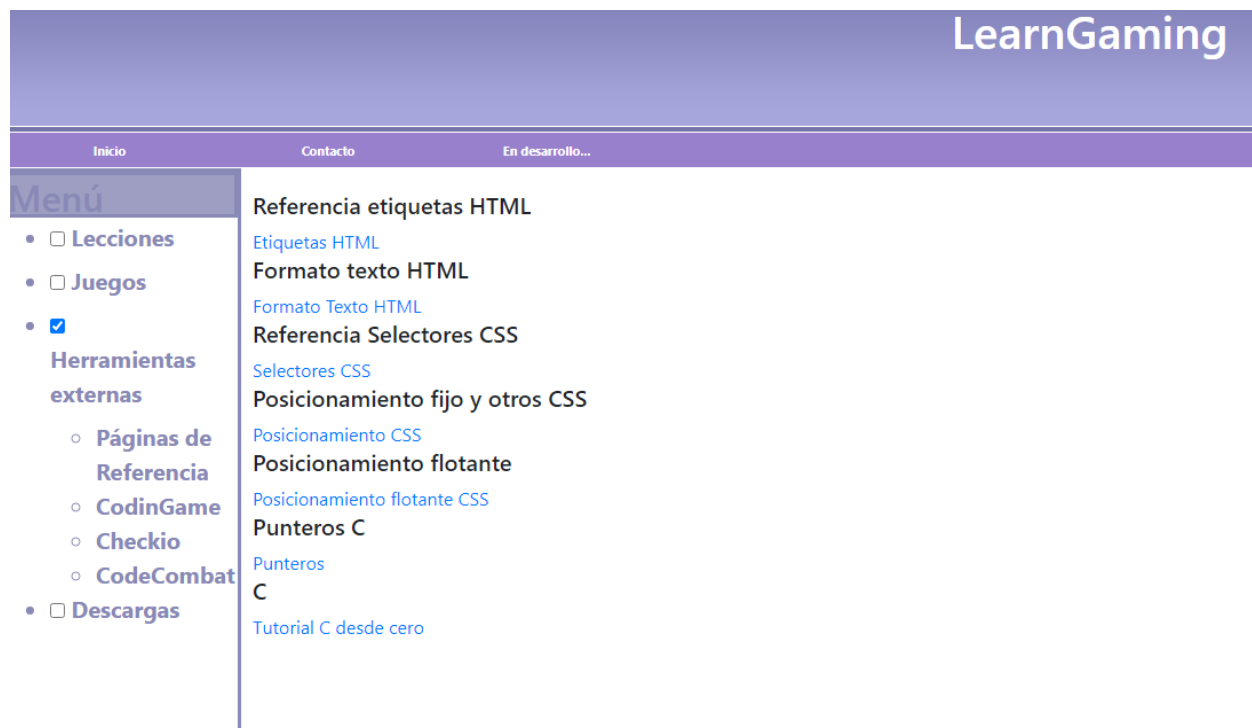 LearnGaming
Inicio Contacto En desarrollo...
Menú
Lecciones
Juegos
Herramientas
externas
Páginas de
Referencia
CodinGame
Checkio
CodeCombat
Descargas
Referencia etiquetas HTML
Etiquetas HTML
Formato texto HTML
Formato Texto HTML
Referencia Selectores CSS
Selectores CSS
Posicionamiento fijo y otros CSS
Posicionamiento CSS
Posicionamiento flotante
Posicionamiento flotante CSS
Punteros C
Punteros
C
Tutorial C desde cero